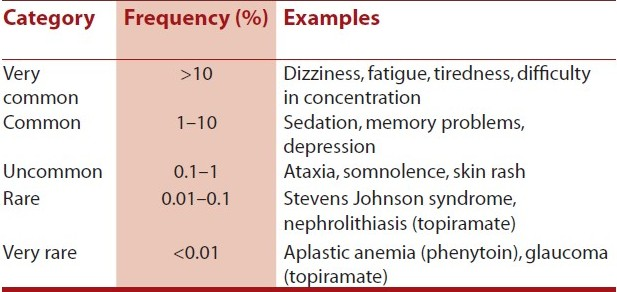 Category Frequency (%) Examples
Very >10 Dizziness, fatigue, tiredness, difficulty
common in concentration
Common 1–10 Sedation, memory problems,
depression
Uncommon 0.1–1 Ataxia, somnolence, skin rash
Rare 0.01–0.1 Stevens Johnson syndrome,
nephrolithiasis (topiramate)
Very rare <0.01 Aplastic anemia (phenytoin), glaucoma
(topiramate)